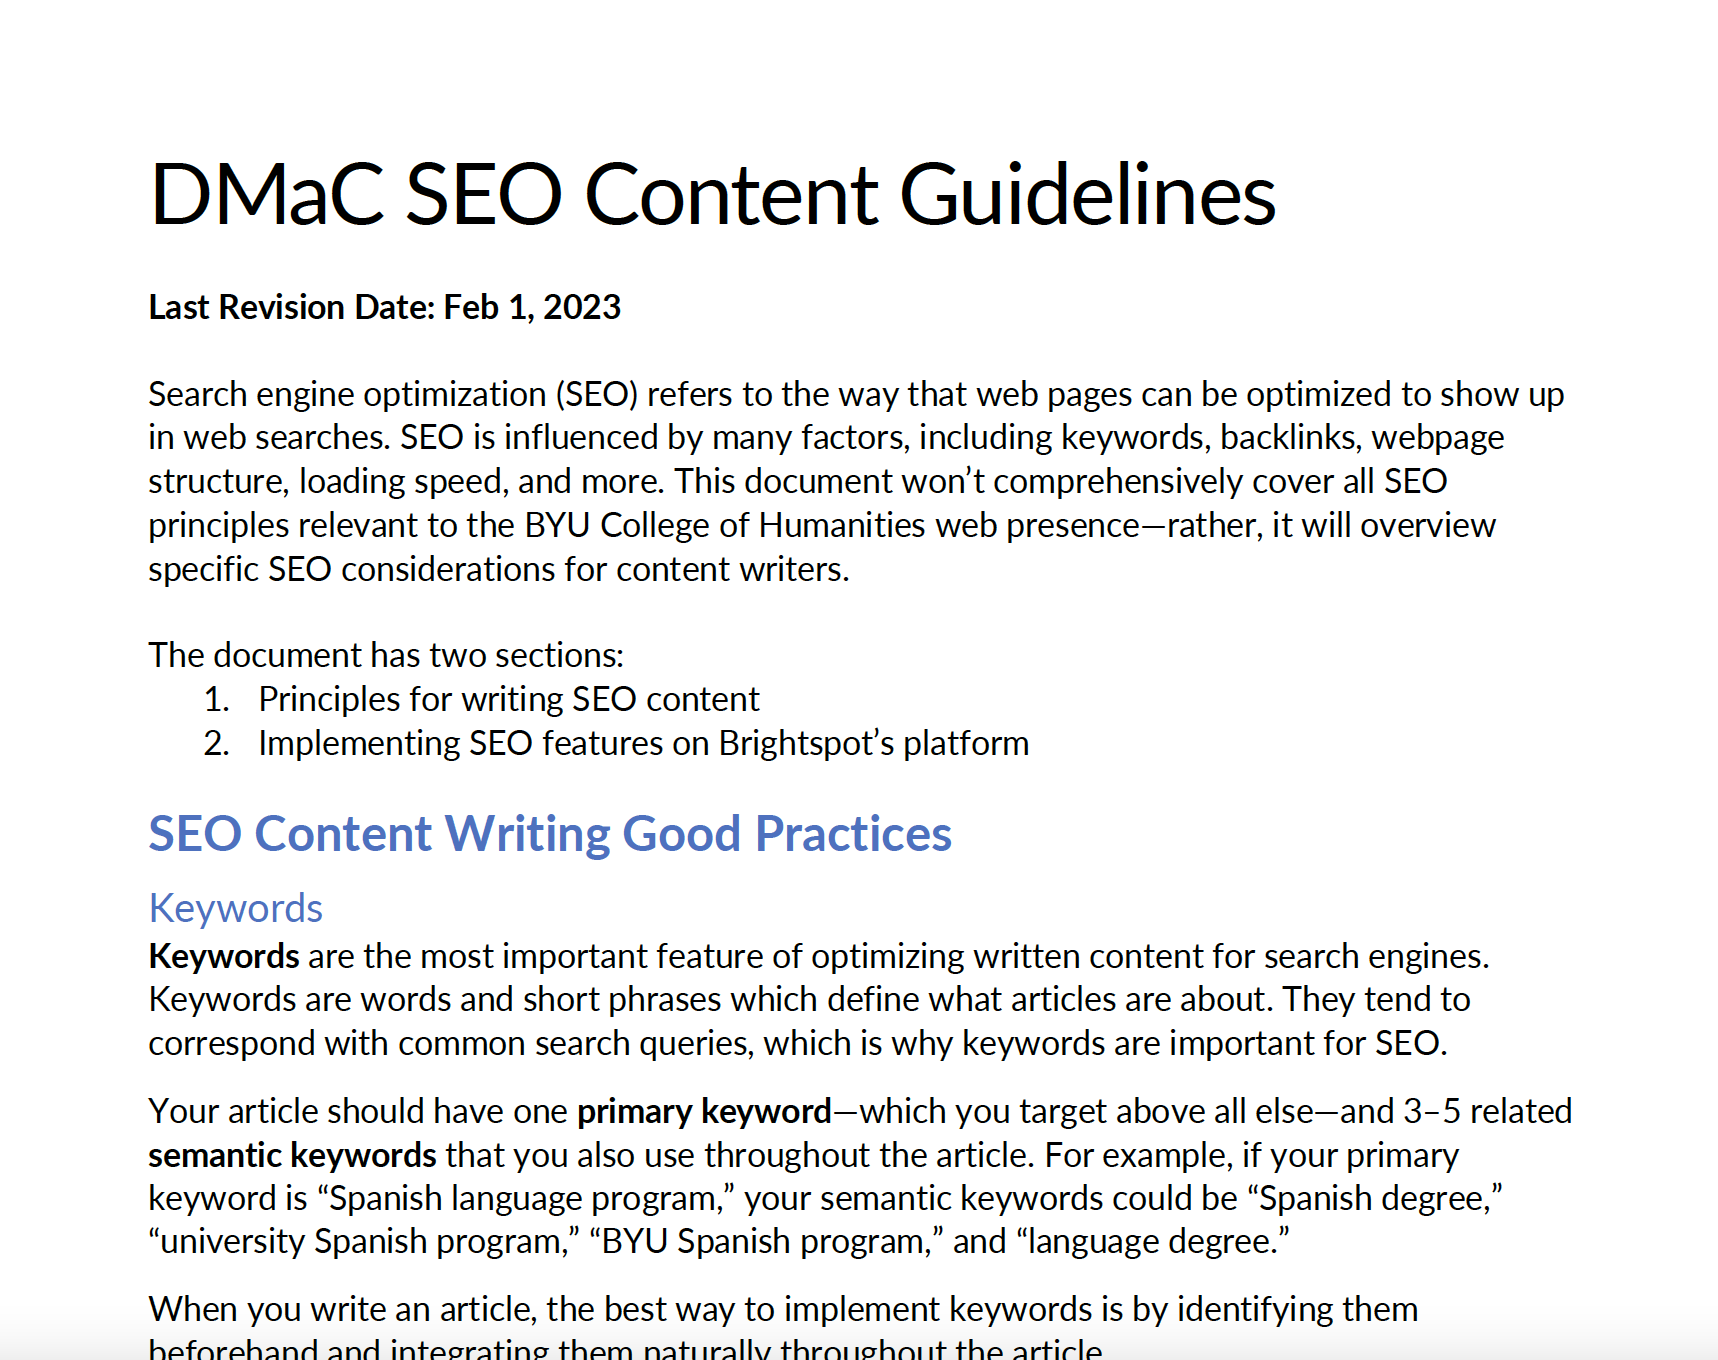 DMaC SEO Content Guidelines
Last Revision Date: Feb 1, 2023
Search engine optimization (SEO) refers to the way that web pages can be optimized to show up
in web searches. SEO is influenced by many factors, including keywords, backlinks, webpage
structure, loading speed, and more. This document won’t comprehensively cover all SEO
principles relevant to the BYU College of Humanities web presence—rather, it will overview
specific SEO considerations for content writers.
The document has two sections:
1. Principles for writing SEO content
2. Implementing SEO features on Brightspot’s platform
SEO Content Writing Good Practices
Keywords
Keywords are the most important feature of optimizing written content for search engines.
Keywords are words and short phrases which define what articles are about. They tend to
correspond with common search queries, which is why keywords are important for SEO.
Your article should have one primary keyword—which you target above all else—and 3–5 related
semantic keywords that you also use throughout the article. For example, if your primary
keyword is “Spanish language program,” your semantic keywords could be “Spanish degree,”
“university Spanish program,” “BYU Spanish program,” and “language degree.”
When you write an article, the best way to implement keywords is by identifying them
beforehand and integrating them naturally throughout the article